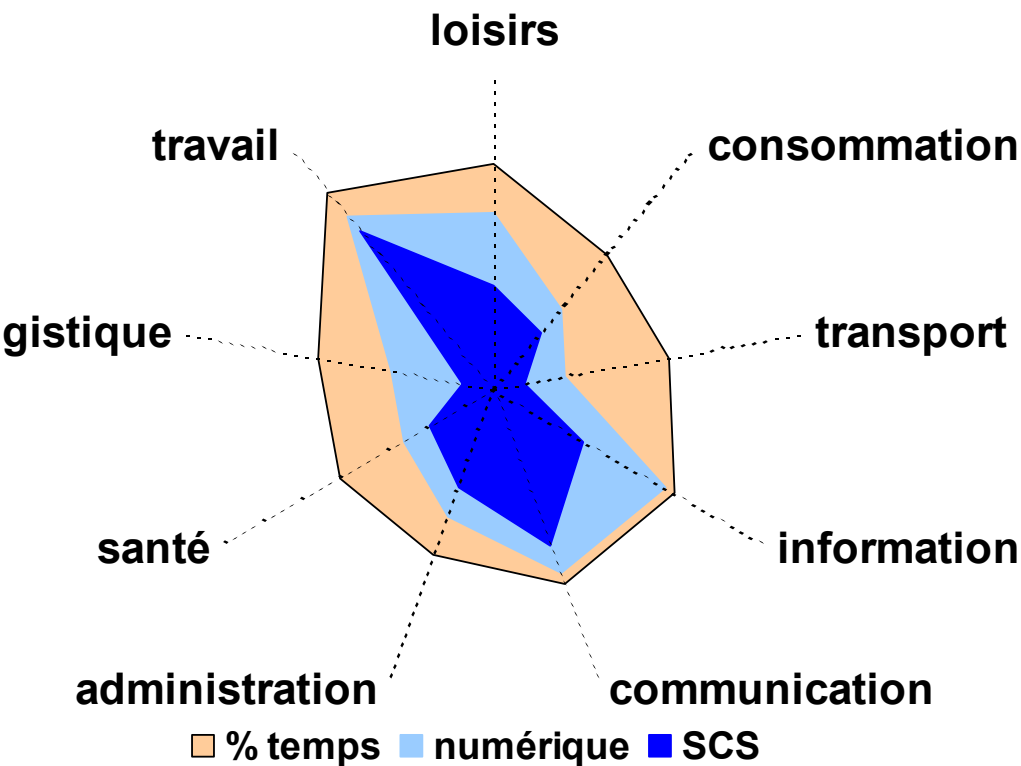 loisirs
travail
consommation
gistique
transport
santé
information
administration
communication
% temps numérique SCS